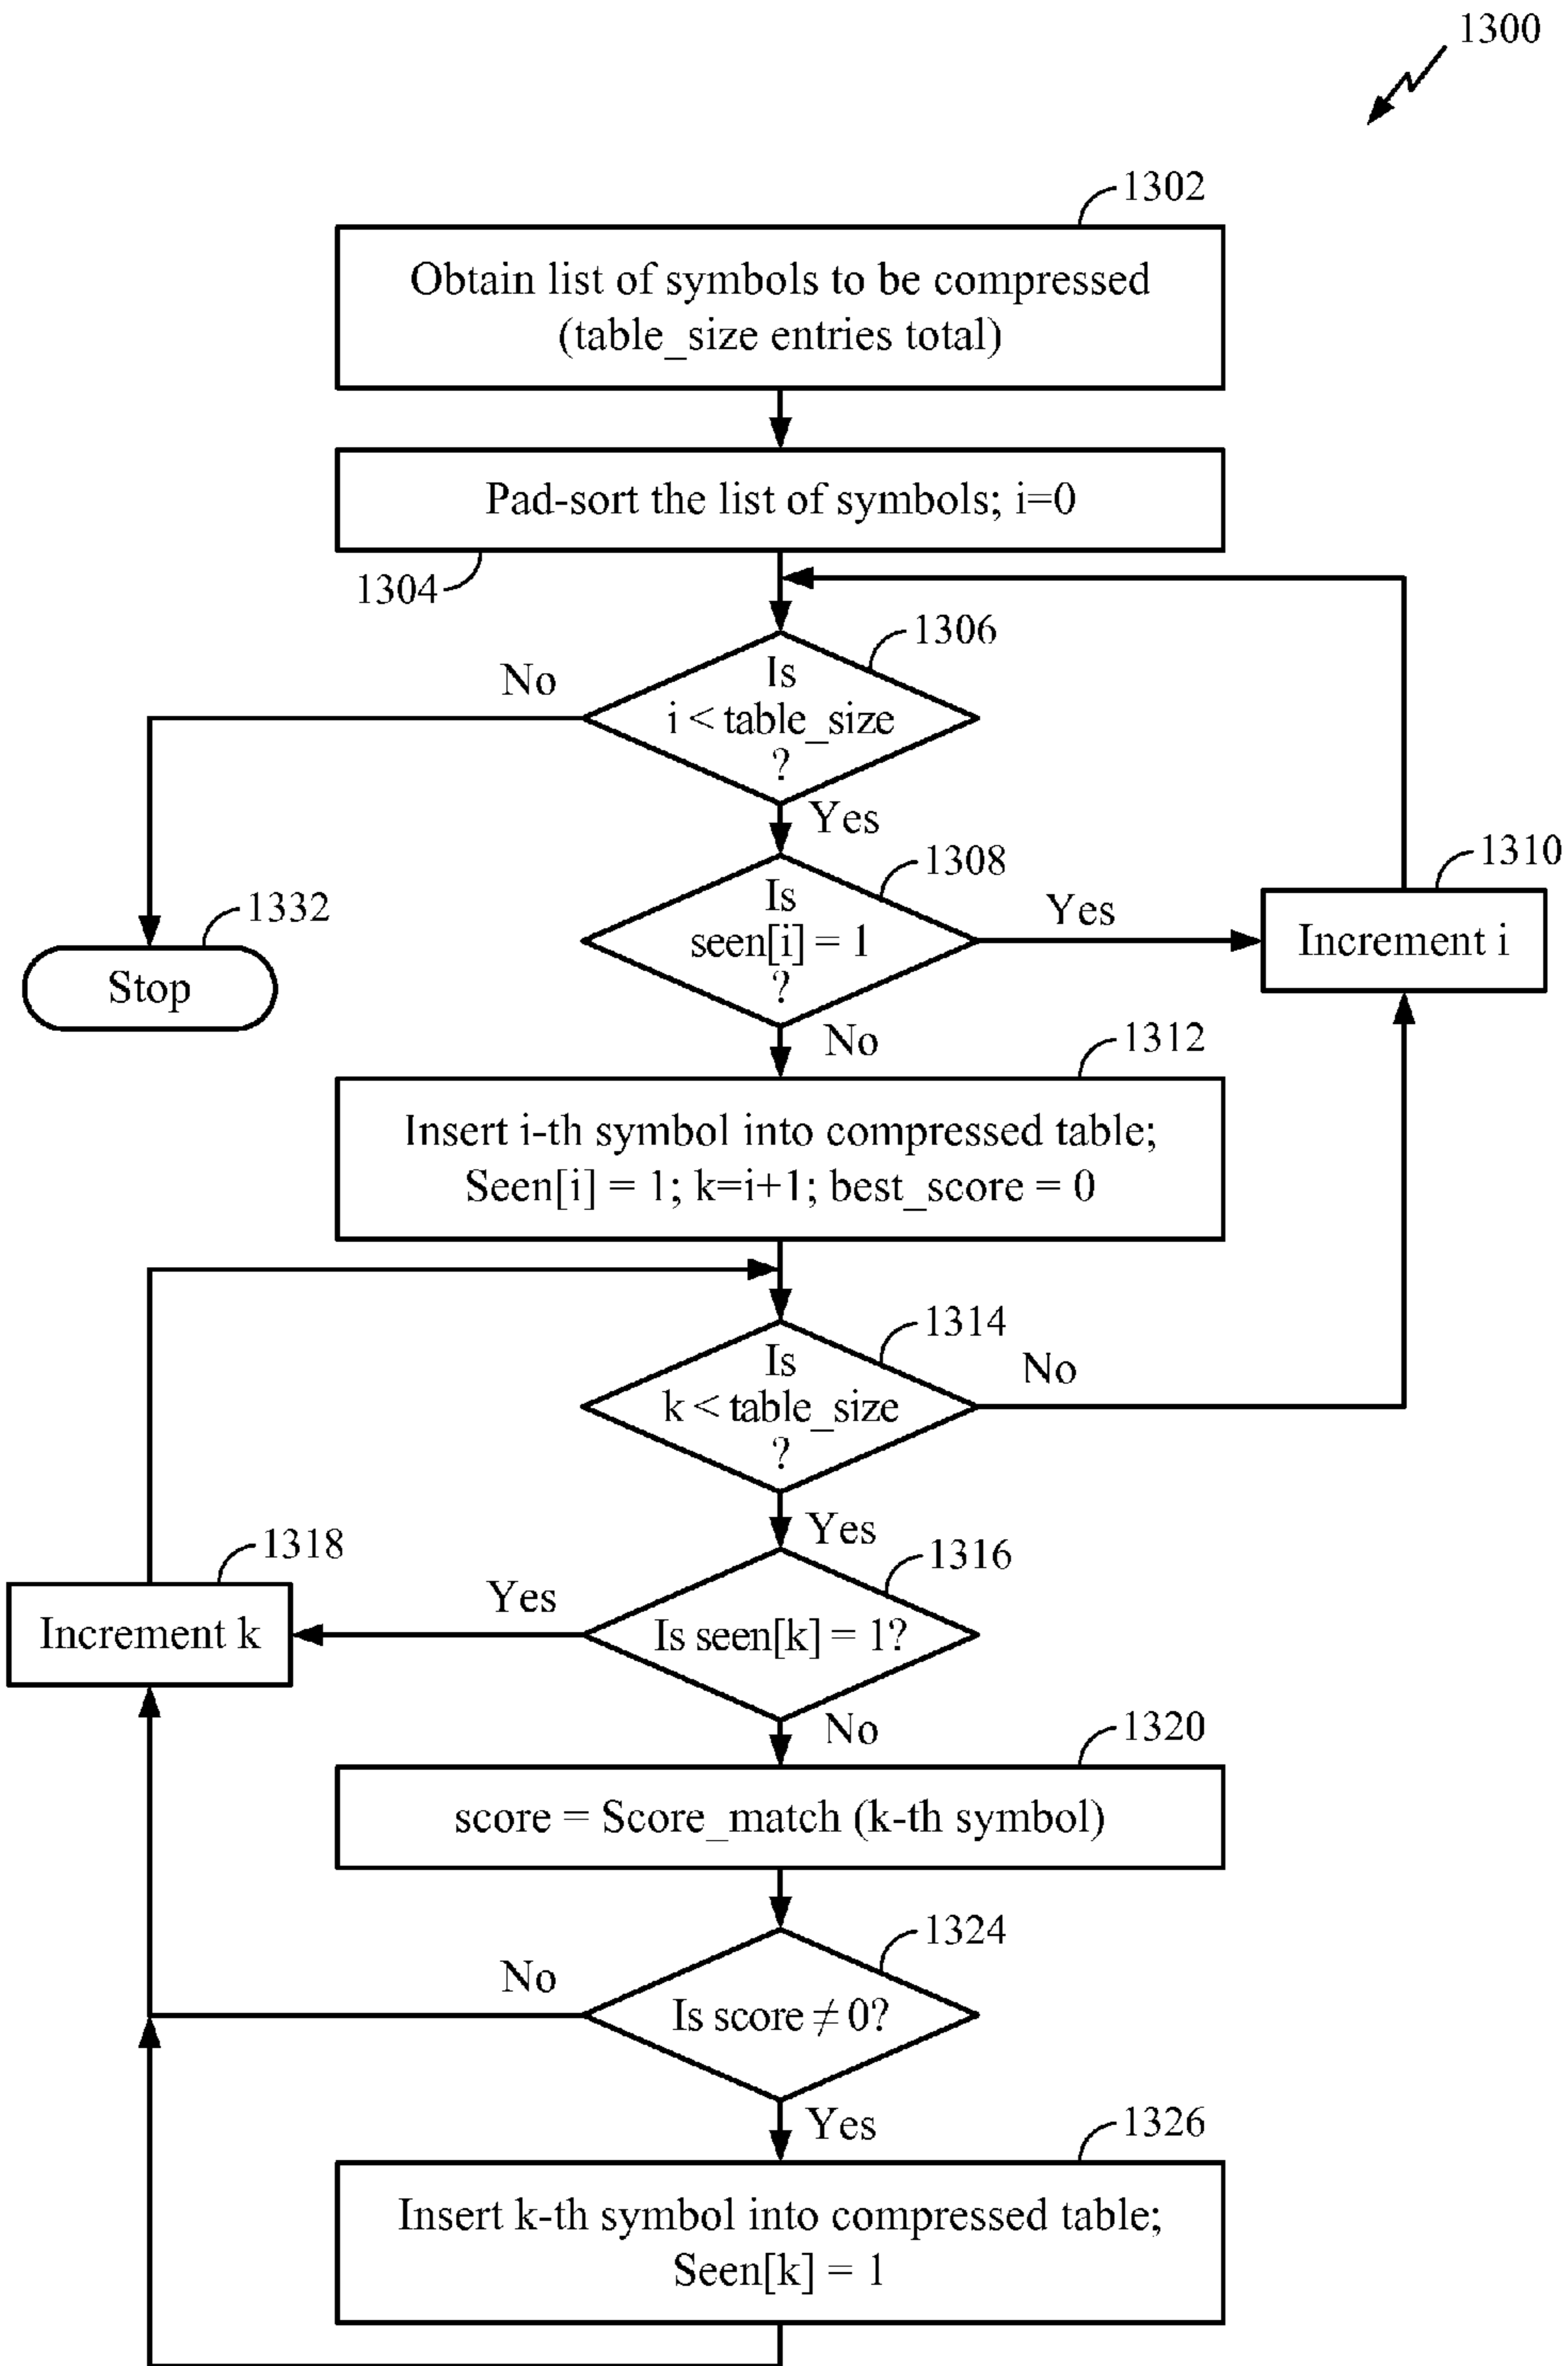 1300
1302
Obtain list of symbols to be compressed
(table_size entries total)
Pad-sort the list of symbols; i=0
1304
1306
Is
i < table_size
?
No
Yes
1308
Is
seen[i] = 1
?
Yes
1310
Increment i
1332
Stop
No
1312
Insert i-th symbol into compressed table;
Seen[i] = 1; k=i+1; best_score = 0
1314
Is
k < table_size
?
No
Yes
1316
Is seen[k] = 1?
Yes
1318
Increment k
No
1320
score = Score_match (k-th symbol)
1324
Is score ≠ 0?
No
Yes
1326
Insert k-th symbol into compressed table;
Seen[k] = 1